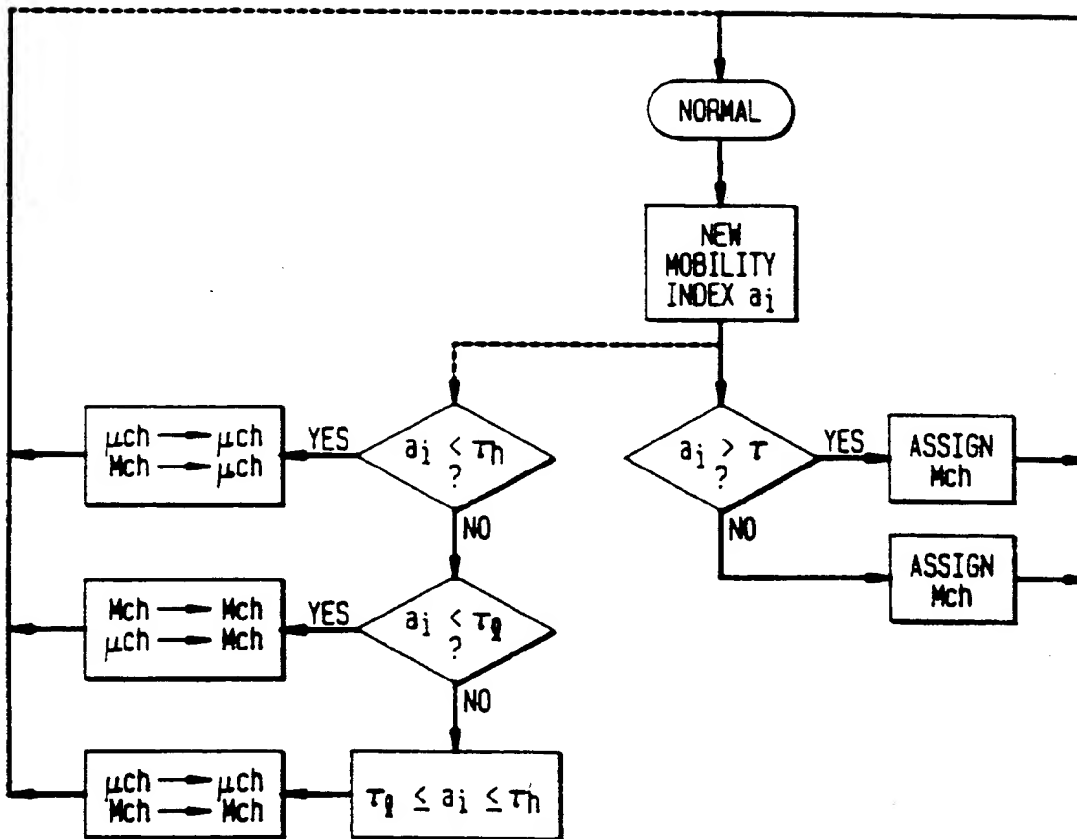 NORMAL
NEW
MOBILITY
INDEX ai
ai < τh
?
YES
NO
μch → μch
Mch → μch
ai > τ
?
YES
NO
ASSIGN
Mch
ASSIGN
Mch
ai < τℓ
?
YES
NO
Mch → Mch
μch → Mch
τℓ ≤ ai ≤ τh
μch → μch
Mch → Mch